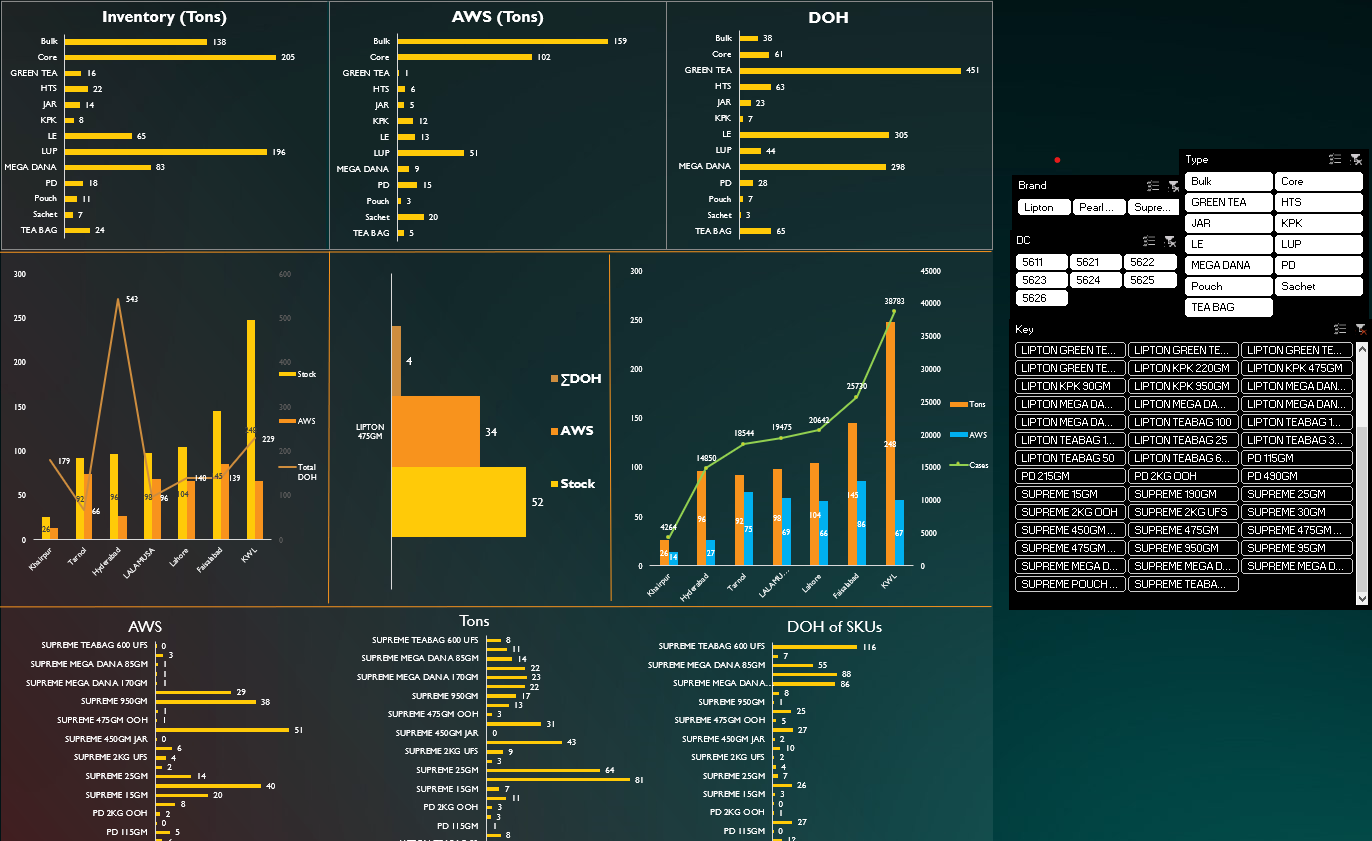 Inventory (Tons)
Bulk 138
Core 205
GREEN TEA 16
HTS 22
JAR 14
KPK 8
LE 65
LUP 196
MEGA DANA 83
PD 18
Pouch 11
Sachet 7
TEA BAG 24
AWS (Tons)
Bulk 159
Core 102
GREEN TEA 1
HTS 6
JAR 5
KPK 12
LE 13
LUP 51
MEGA DANA 9
PD 15
Pouch 3
Sachet 20
TEA BAG 5
DOH
Bulk 38
Core 61
GREEN TEA 451
HTS 63
JAR 23
KPK 7
LE 305
LUP 44
MEGA DANA 298
PD 28
Pouch 7
Sachet 3
TEA BAG 65
300 600
250 500
200 400
150 300
100 200
50 100
0 0
543
179
66
96
140
139
229
26
92
96
98
104
145
248
Khairpur
Tarnol
Hyderabad
LALAMUSA
Lahore
Faisalabad
KWL
Stock
AWS
Total
DOH
LIPTON
475GM
4
34
52
∑DOH
AWS
Stock
300 45000
250 40000
200 35000
150 30000
100 25000
50 20000
0 15000
10000
5000
0
4264
14850
18544
19475
20642
25730
38783
26 14
96 27
92 75
98 69
104 66
145 86
248 67
Khairpur
Hyderabad
Tarnol
LALAMU...
Lahore
Faisalabad
KWL
Tons
AWS
Cases
AWS
SUPREME TEABAG 600 UFS 0
3
SUPREME MEGA DANA 85GM 1
1
SUPREME MEGA DANA 170GM 1
29
SUPREME 950GM 38
1
SUPREME 475GM OOH 1
51
SUPREME 450GM JAR 0
6
SUPREME 2KG UFS 4
2
SUPREME 25GM 14
40
SUPREME 15GM 20
8
PD 2KG OOH 2
0
PD 115GM 5
Tons
SUPREME TEABAG 600 UFS 8
11
SUPREME MEGA DANA 85GM 14
22
SUPREME MEGA DANA 170GM 23
22
SUPREME 950GM 17
13
SUPREME 475GM OOH 3
31
SUPREME 450GM JAR 0
43
SUPREME 2KG UFS 9
3
SUPREME 25GM 64
81
SUPREME 15GM 7
11
PD 2KG OOH 3
3
PD 115GM 1
8
DOH of SKUs
SUPREME TEABAG 600 UFS 116
7
SUPREME MEGA DANA 85GM 55
88
SUPREME MEGA DANA... 86
8
SUPREME 950GM 1
25
SUPREME 475GM OOH 5
27
SUPREME 450GM JAR 2
10
SUPREME 2KG UFS 2
4
SUPREME 25GM 7
26
SUPREME 15GM 3
0
PD 2KG OOH 1
27
PD 115GM 0
12
Brand
Lipton Pearl... Supre...
DC
5611 5621 5622
5623 5624 5625
5626
Type
Bulk Core
GREEN TEA HTS
JAR KPK
LE LUP
MEGA DANA PD
Pouch Sachet
TEA BAG
Key
LIPTON GREEN TE... LIPTON GREEN TE... LIPTON GREEN TE...
LIPTON GREEN TE... LIPTON KPK 220GM LIPTON KPK 475GM
LIPTON KPK 90GM LIPTON KPK 950GM LIPTON MEGA DAN...
LIPTON MEGA DA... LIPTON MEGA DA... LIPTON MEGA DAN...
LIPTON MEGA DA... LIPTON TEABAG 100 LIPTON TEABAG 1...
LIPTON TEABAG 1... LIPTON TEABAG 25 LIPTON TEABAG 3...
LIPTON TEABAG 50 LIPTON TEABAG 6... PD 115GM
PD 215GM PD 2KG OOH PD 490GM
SUPREME 15GM SUPREME 190GM SUPREME 25GM
SUPREME 2KG OOH SUPREME 2KG UFS SUPREME 30GM
SUPREME 450GM... SUPREME 475GM SUPREME 475GM...
SUPREME 475GM... SUPREME 950GM SUPREME 95GM
SUPREME MEGA D... SUPREME MEGA D... SUPREME MEGA D...
SUPREME POUCH... SUPREME TEABA...